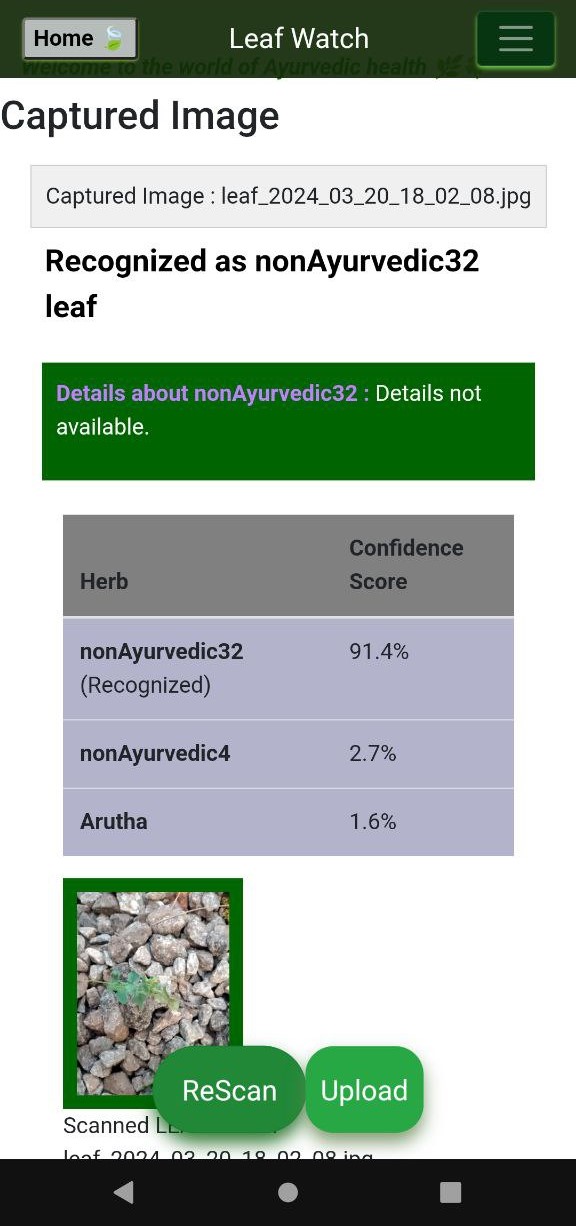 Home
Leaf Watch
Welcome to the world of Ayurvedic health
Captured Image
Captured Image : leaf_2024_03_20_18_02_08.jpg
Recognized as nonAyurvedic32
leaf
Details about nonAyurvedic32 : Details not
available.
Herb
Confidence
Score
nonAyurvedic32
(Recognized)
91.4%
nonAyurvedic4
2.7%
Arutha
1.6%
ReScan
Upload
Scanned
leaf_2024_03_20_18_02_08.jpg